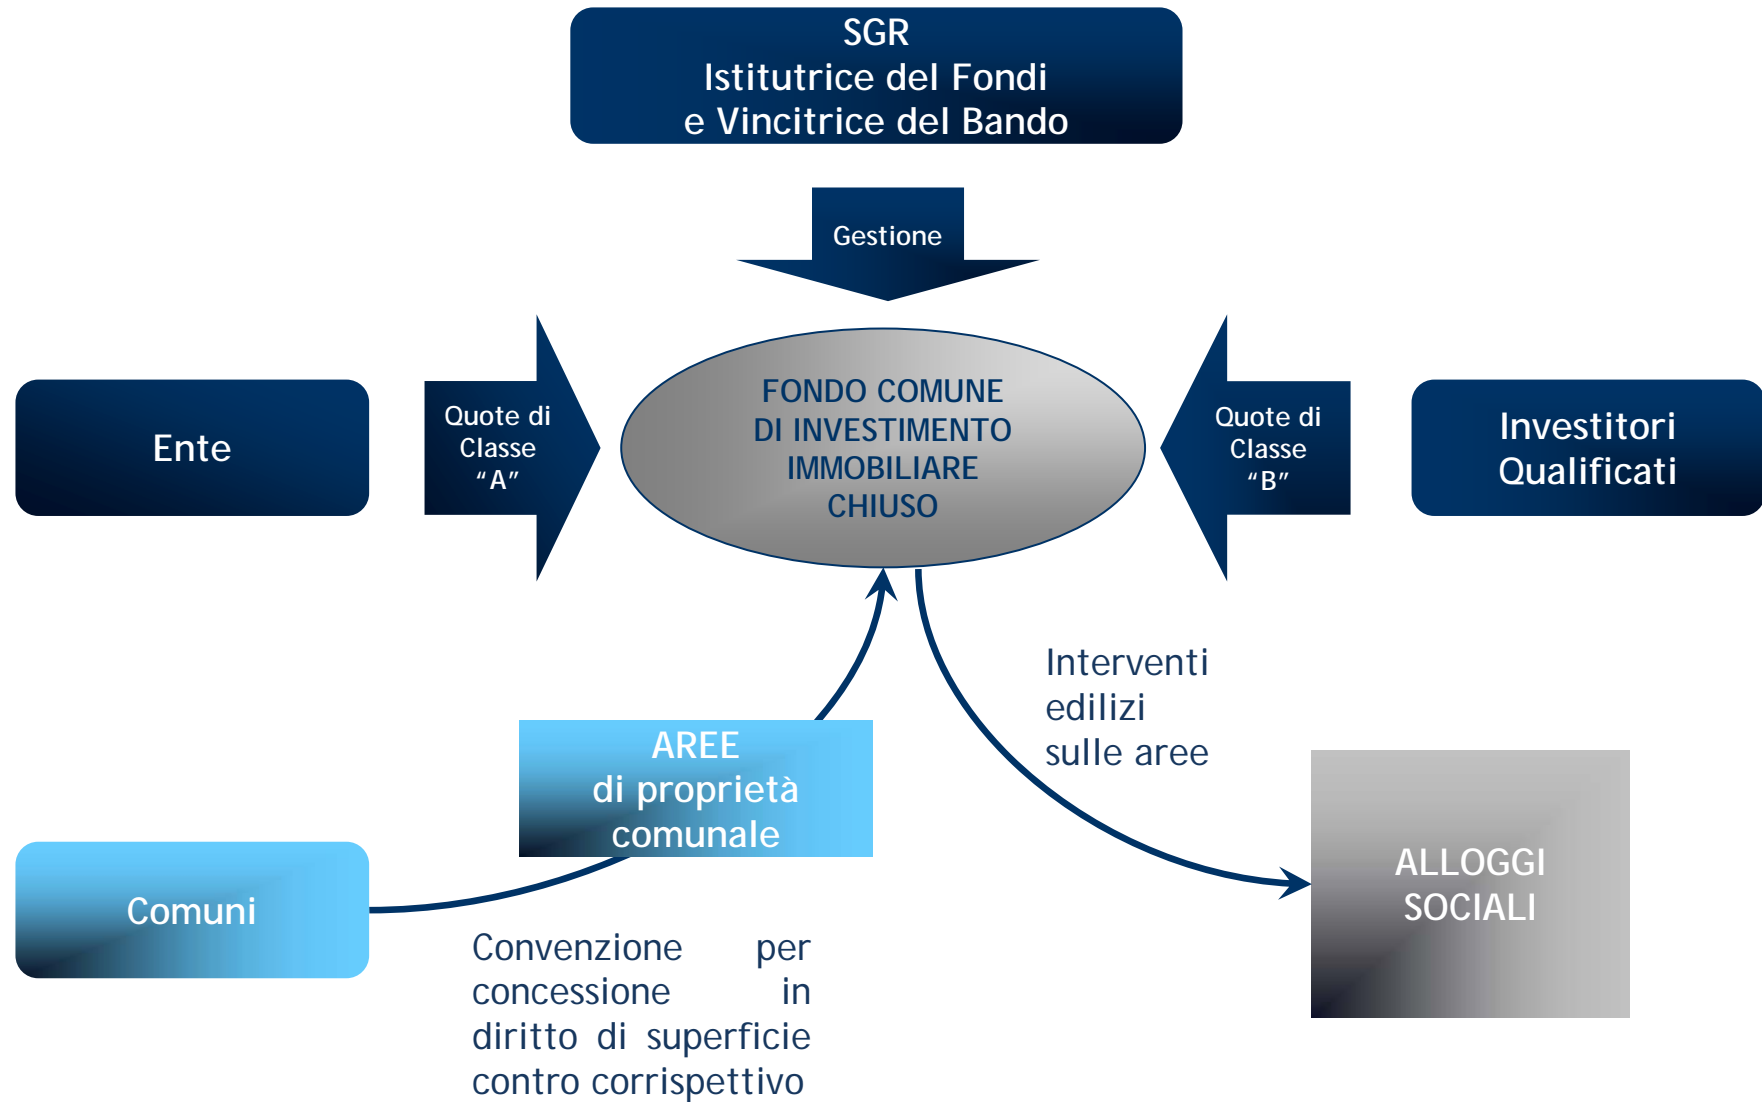 SGR
Istitutrice del Fondi
e Vincitrice del Bando
Gestione
Ente
Quote di
Classe
“A”
FONDO COMUNE
DI INVESTIMENTO
IMMOBILIARE
CHIUSO
Quote di
Classe
“B”
Investitori
Qualificati
Interventi
edilizi
sulle aree
AREE
di proprietà
comunale
Comuni
ALLOGGI
SOCIALI
Convenzione per
concessione in
diritto di superficie
contro corrispettivo